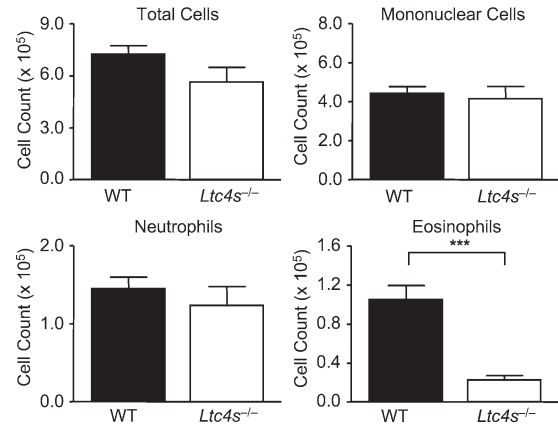 Total Cells
Cell Count (x 10⁵)
9.0
6.0
3.0
0.0
WT
Ltc4s⁻/⁻
Mononuclear Cells
Cell Count (x 10⁵)
8.0
6.0
4.0
2.0
0.0
WT
Ltc4s⁻/⁻
Neutrophils
Cell Count (x 10⁵)
2.0
1.0
0.0
WT
Ltc4s⁻/⁻
Eosinophils
Cell Count (x 10⁵)
1.6
1.2
0.8
0.4
0.0
***
WT
Ltc4s⁻/⁻